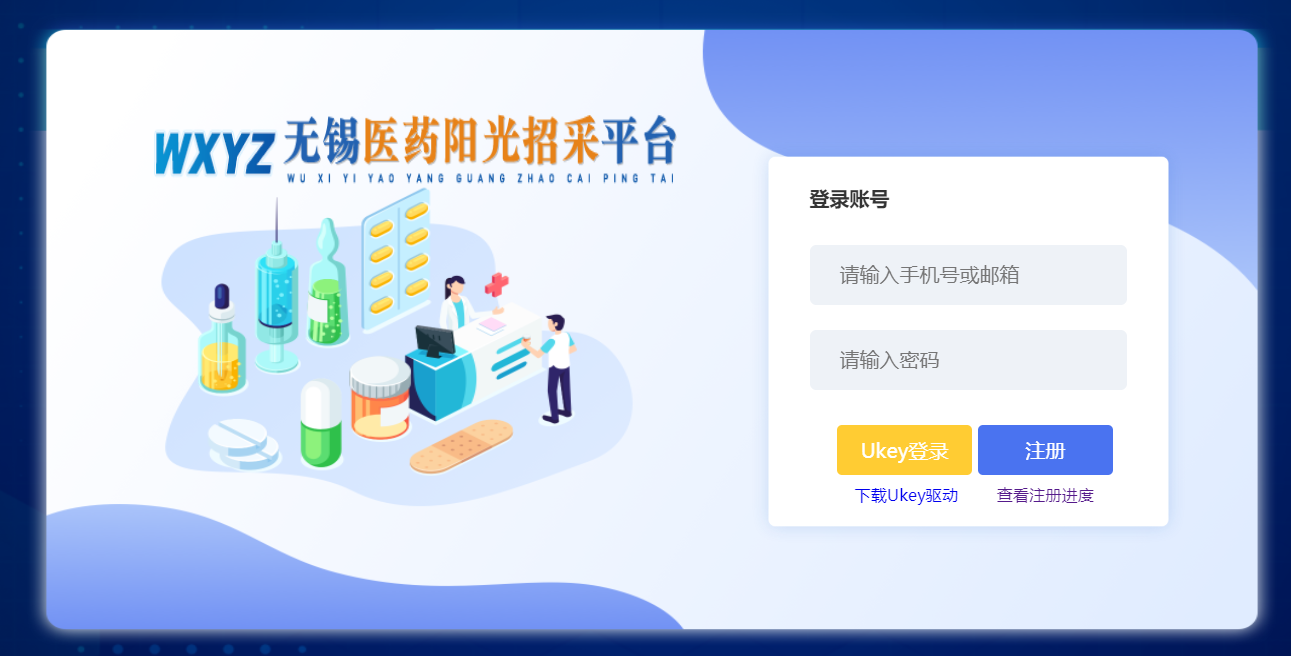 WXYZ 无锡医药阳光招采平台
WU XI YI YAO YANG GUANG ZHAO CAI PING TAI
登录账号
请输入手机号或邮箱
请输入密码
Ukey登录 注册
下载Ukey驱动 查看注册进度